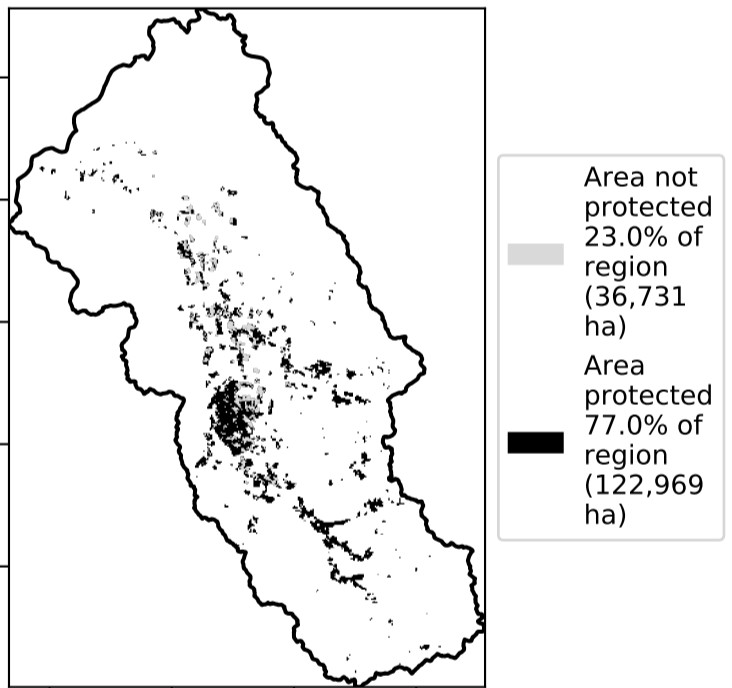 Area not
protected
23.0% of
region
(36,731
ha)
Area
protected
77.0% of
region
(122,969
ha)